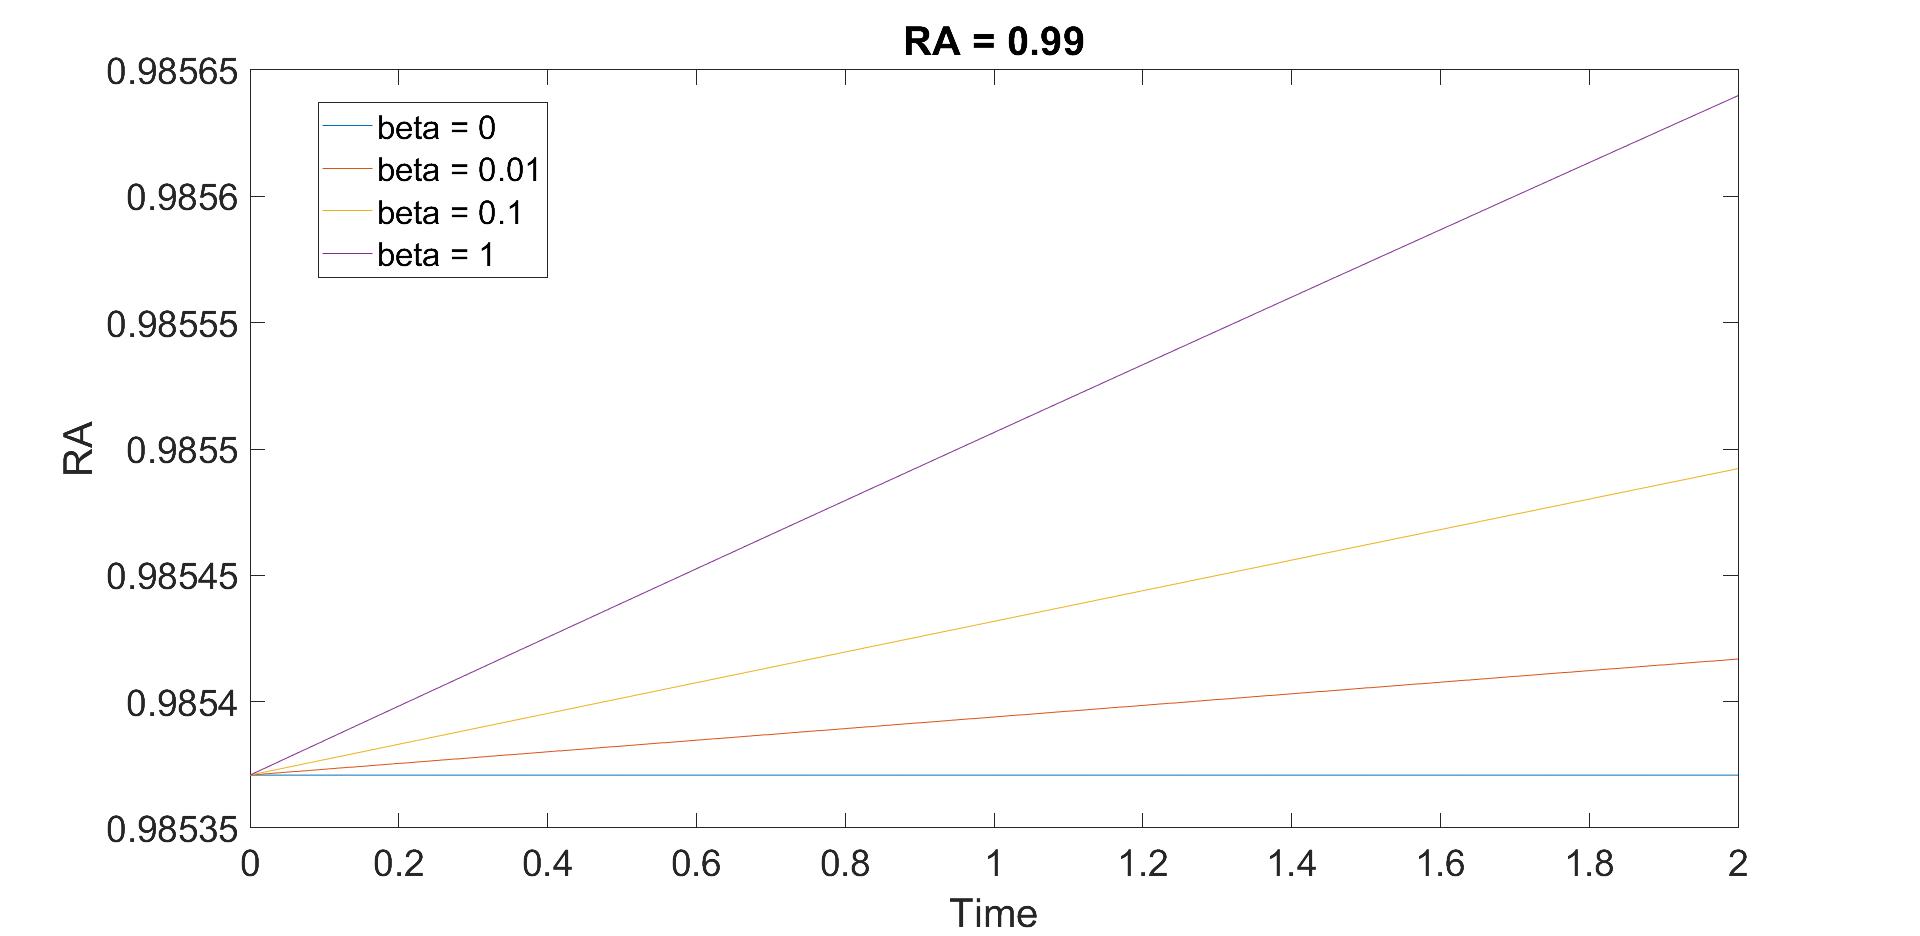 RA = 0.99
0.98565
0.9856
0.98555
0.9855
0.98545
0.9854
0.98535
RA
beta = 0
beta = 0.01
beta = 0.1
beta = 1
0 0.2 0.4 0.6 0.8 1 1.2 1.4 1.6 1.8 2
Time